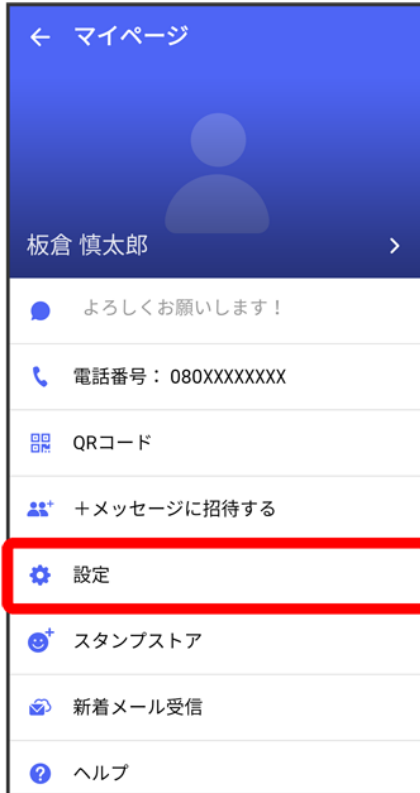 マイページ
板倉 慎太郎
よろしくお願いします！
電話番号： 080XXXXXXXX
QRコード
＋メッセージに招待する
設定
スタンプストア
新着メール受信
ヘルプ